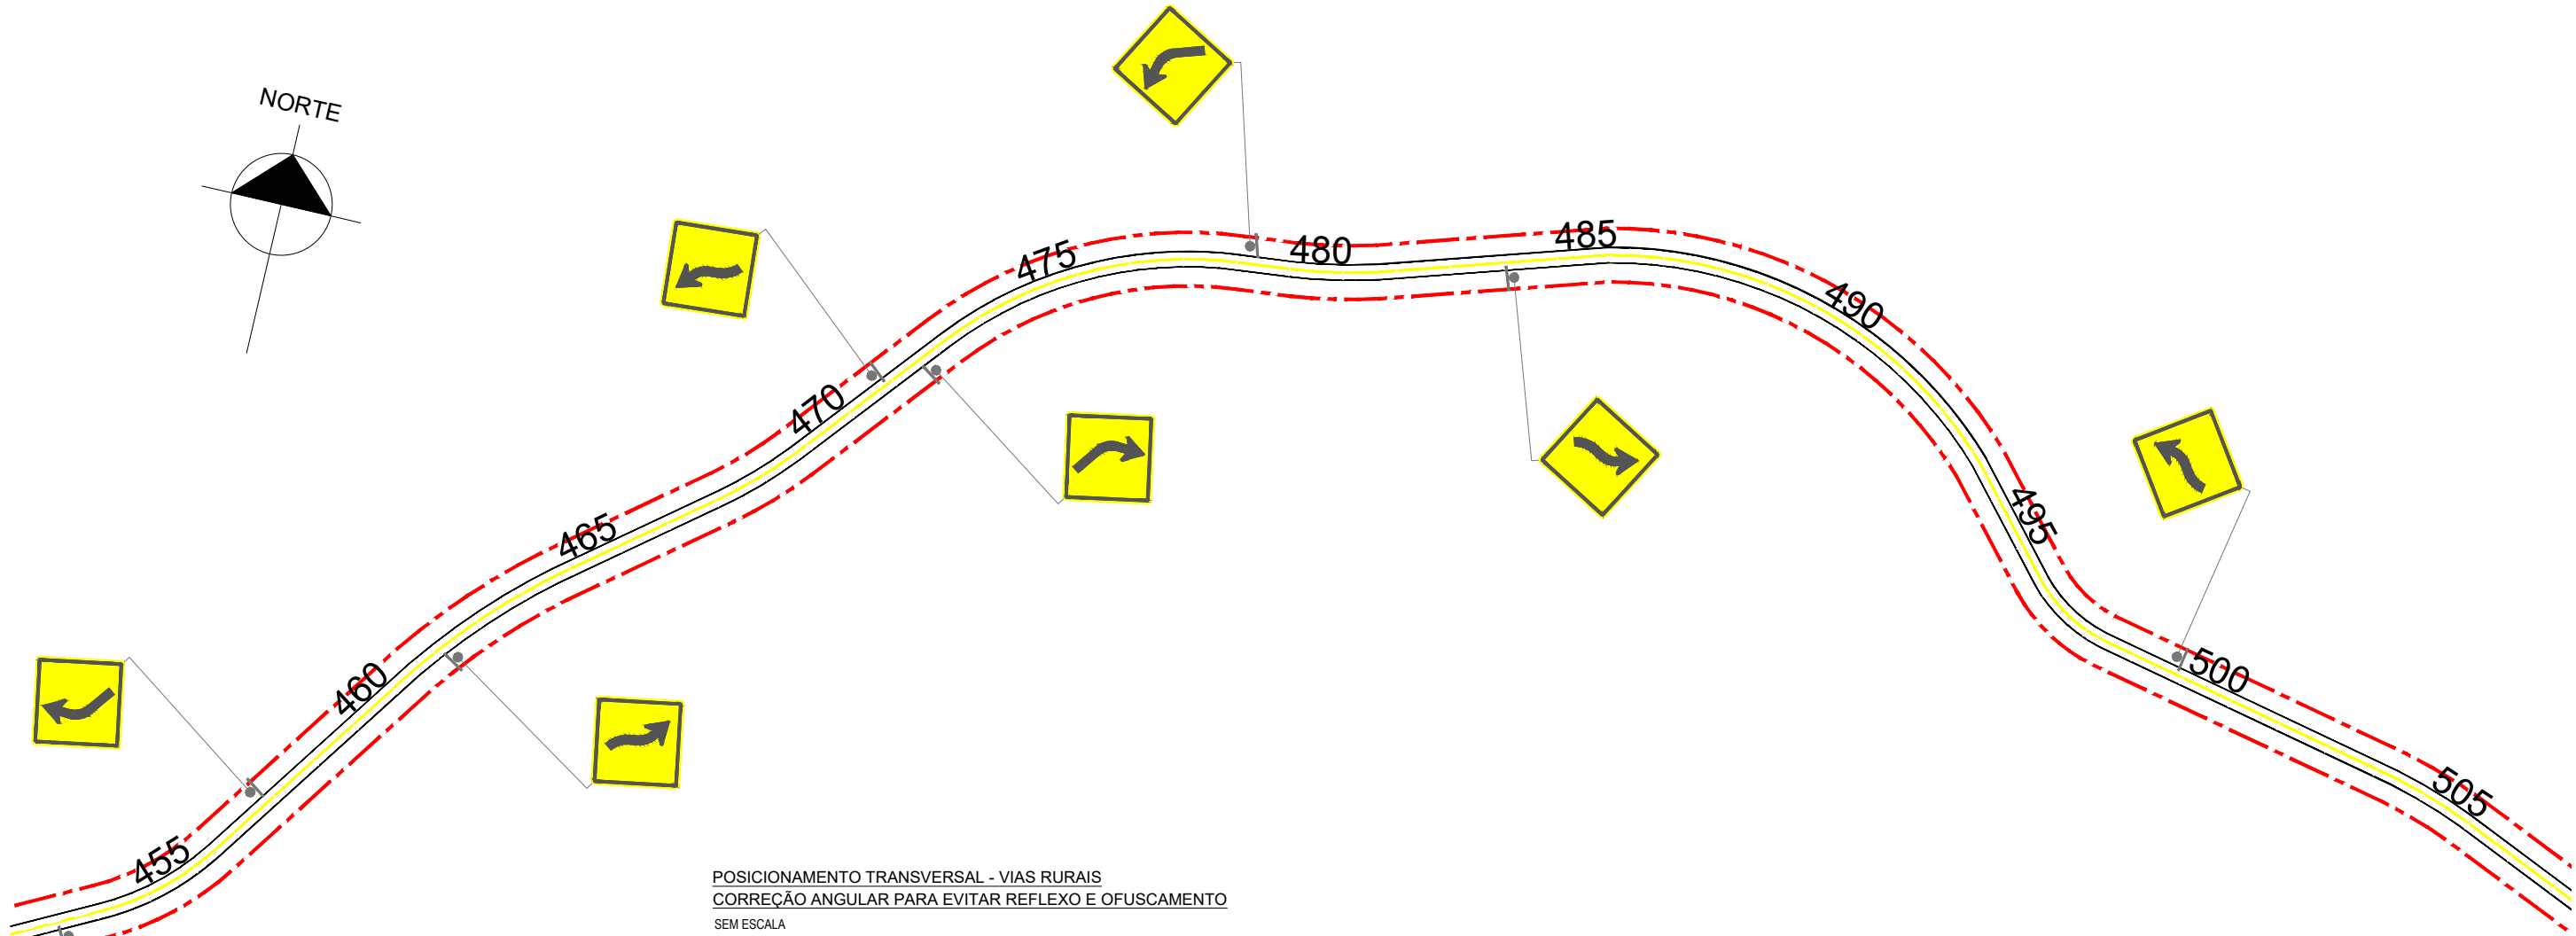 NORTE
455
460
465
470
475
480
485
490
495
500
505
POSICIONAMENTO TRANSVERSAL - VIAS RURAIS
CORREÇÃO ANGULAR PARA EVITAR REFLEXO E OFUSCAMENTO
SEM ESCALA